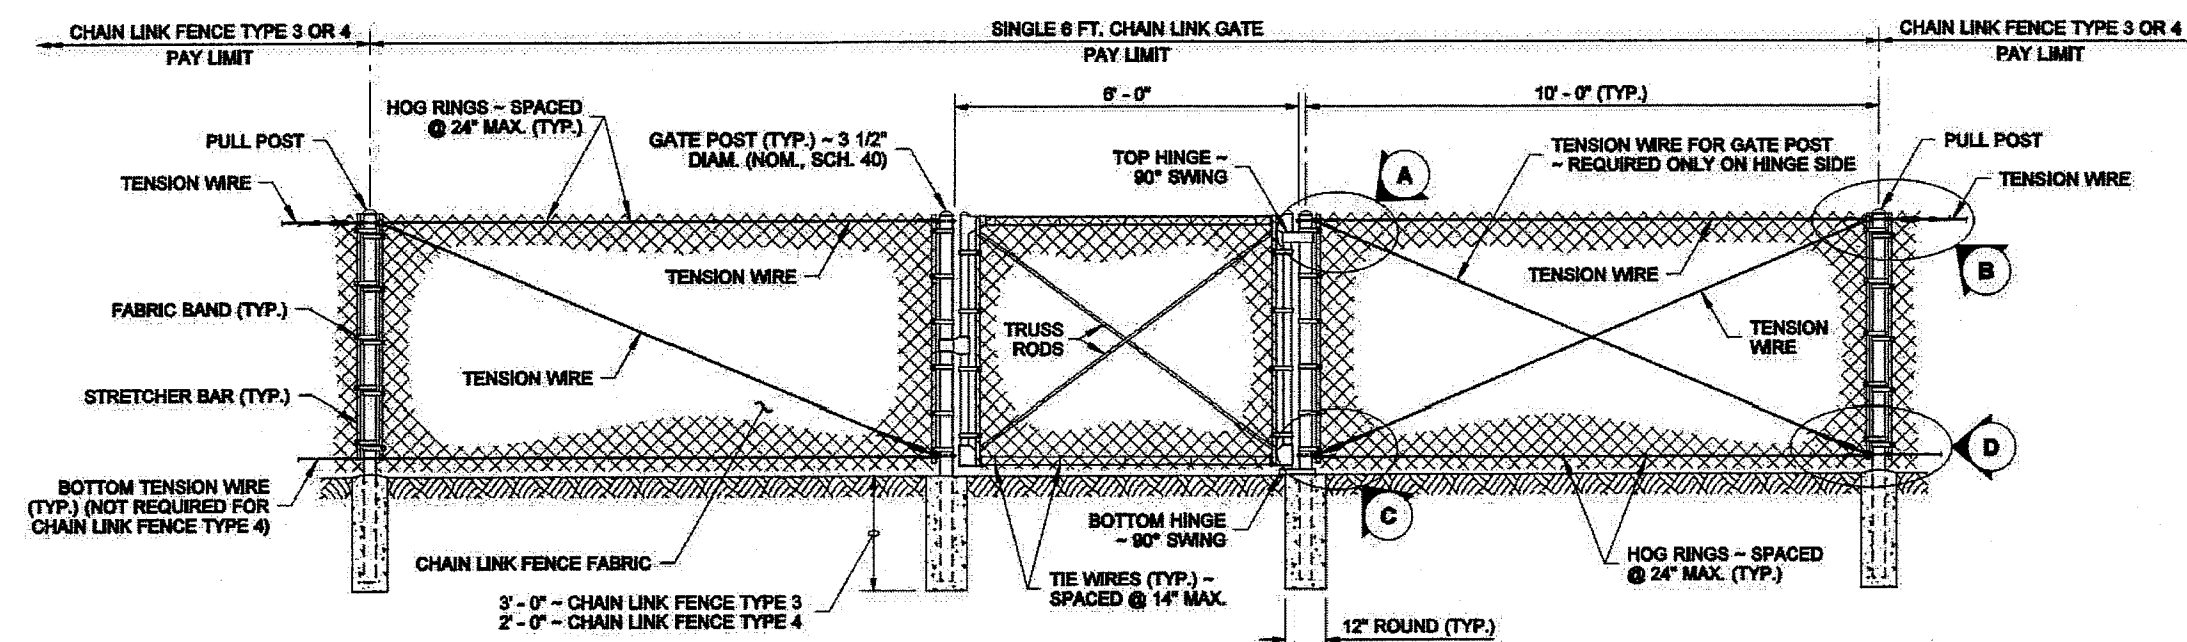 CHAIN LINK FENCE TYPE 3 OR 4
PAY LIMIT
SINGLE 6 FT. CHAIN LINK GATE
PAY LIMIT
CHAIN LINK FENCE TYPE 3 OR 4
PAY LIMIT
6' - 0"
10' - 0" (TYP.)
HOG RINGS ~ SPACED
@ 24" MAX. (TYP.)
PULL POST
TENSION WIRE
GATE POST (TYP.) ~ 3 1/2"
DIAM. (NOM., SCH. 40)
TOP HINGE ~
90° SWING
A
TENSION WIRE FOR GATE POST
~ REQUIRED ONLY ON HINGE SIDE
PULL POST
TENSION WIRE
B
TENSION WIRE
TENSION WIRE
FABRIC BAND (TYP.)
TRUSS
RODS
TENSION
WIRE
TENSION WIRE
STRETCHER BAR (TYP.)
D
BOTTOM TENSION WIRE
(TYP.) (NOT REQUIRED FOR
CHAIN LINK FENCE TYPE 4)
C
BOTTOM HINGE
~ 90° SWING
CHAIN LINK FENCE FABRIC
HOG RINGS ~ SPACED
@ 24" MAX. (TYP.)
TIE WIRES (TYP.) ~
SPACED @ 14" MAX.
3' - 0" ~ CHAIN LINK FENCE TYPE 3
2' - 0" ~ CHAIN LINK FENCE TYPE 4
12" ROUND (TYP.)